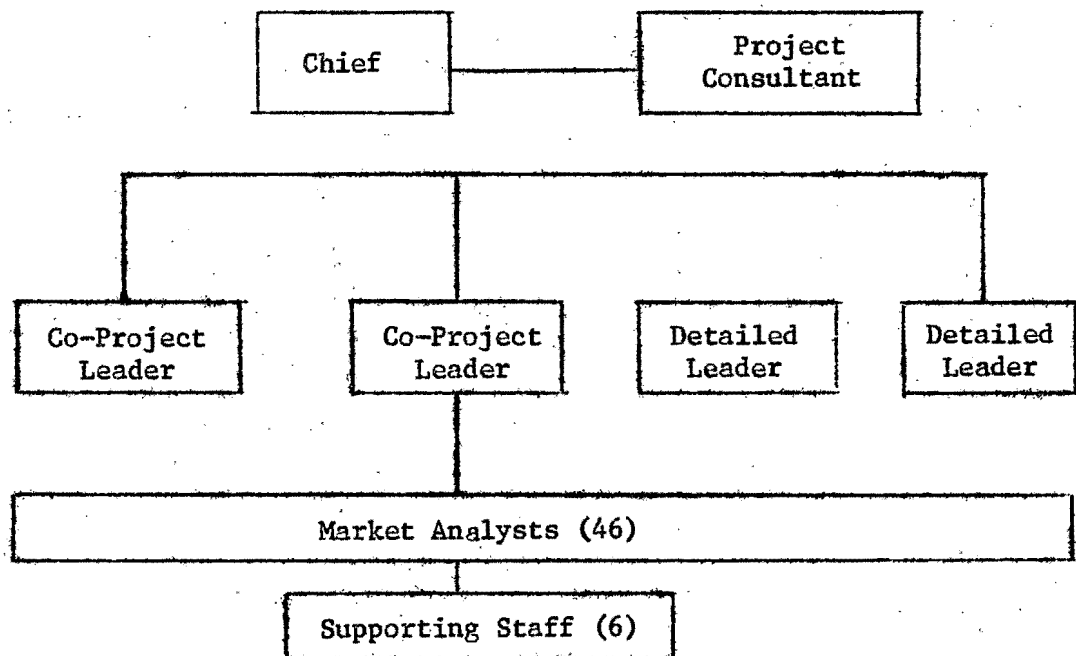 Chief
Project
Consultant
Co-Project
Leader
Co-Project
Leader
Detailed
Leader
Detailed
Leader
Market Analysts (46)
Supporting Staff (6)